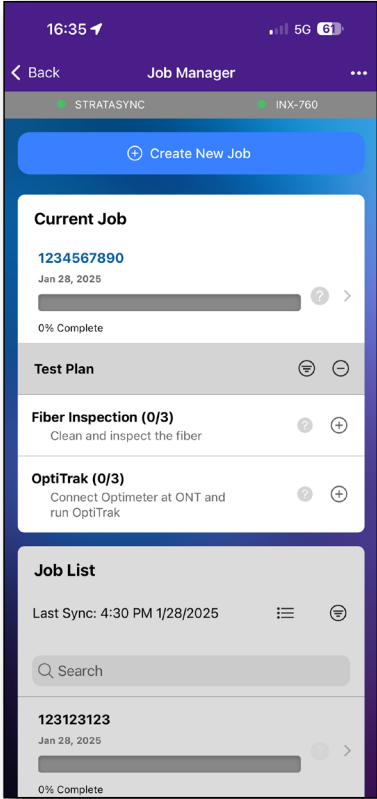 16:35
5G 61
Back Job Manager
STRATASYNC INX-760
Create New Job
Current Job
1234567890
Jan 28, 2025
?
0% Complete
Test Plan
Fiber Inspection (0/3)
Clean and inspect the fiber
?
OptiTrak (0/3)
Connect Optimeter at ONT and
run OptiTrak
?
Job List
Last Sync: 4:30 PM 1/28/2025
Search
123123123
Jan 28, 2025
?
0% Complete